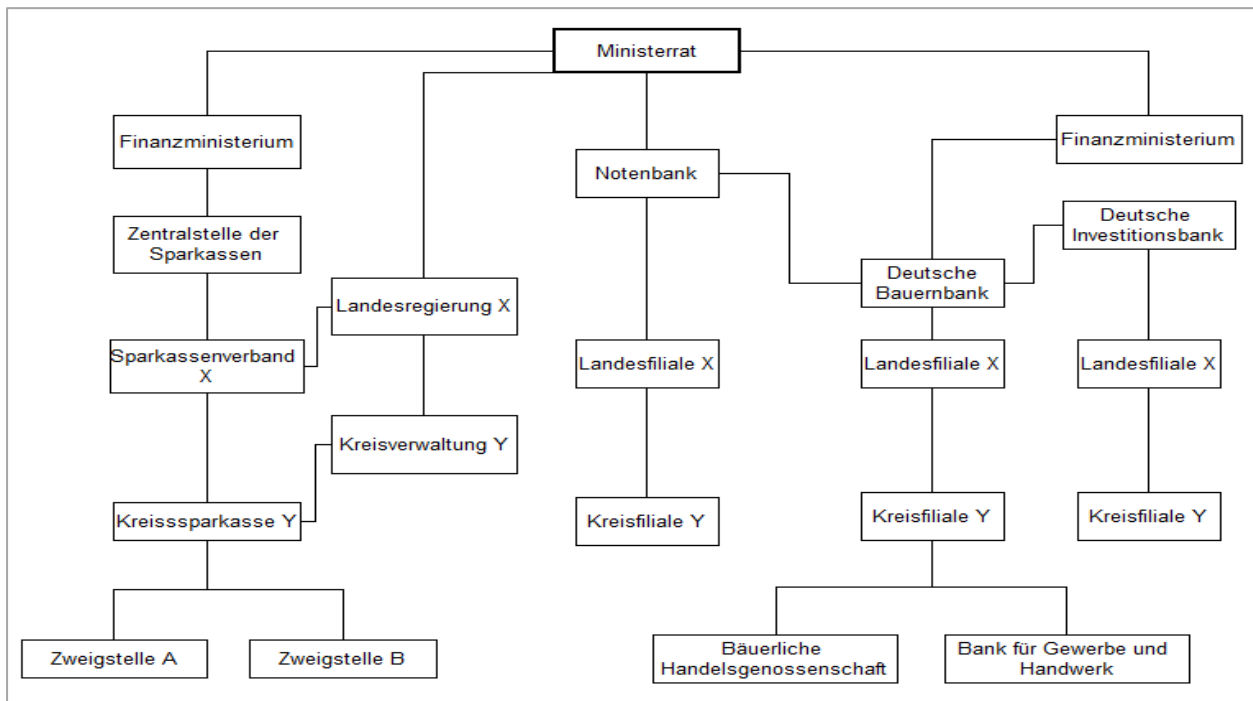 Ministerrat
Finanzministerium
Finanzministerium
Notenbank
Zentralstelle der
Sparkassen
Deutsche
Investitionsbank
Deutsche
Bauernbank
Landesregierung X
Sparkassenverband
X
Landesfiliale X
Landesfiliale X
Landesfiliale X
Kreisverwaltung Y
Kreisssparkasse Y
Kreisfiliale Y
Kreisfiliale Y
Kreisfiliale Y
Zweigstelle A
Zweigstelle B
Bäuerliche
Handelsgenossenschaft
Bank für Gewerbe und
Handwerk